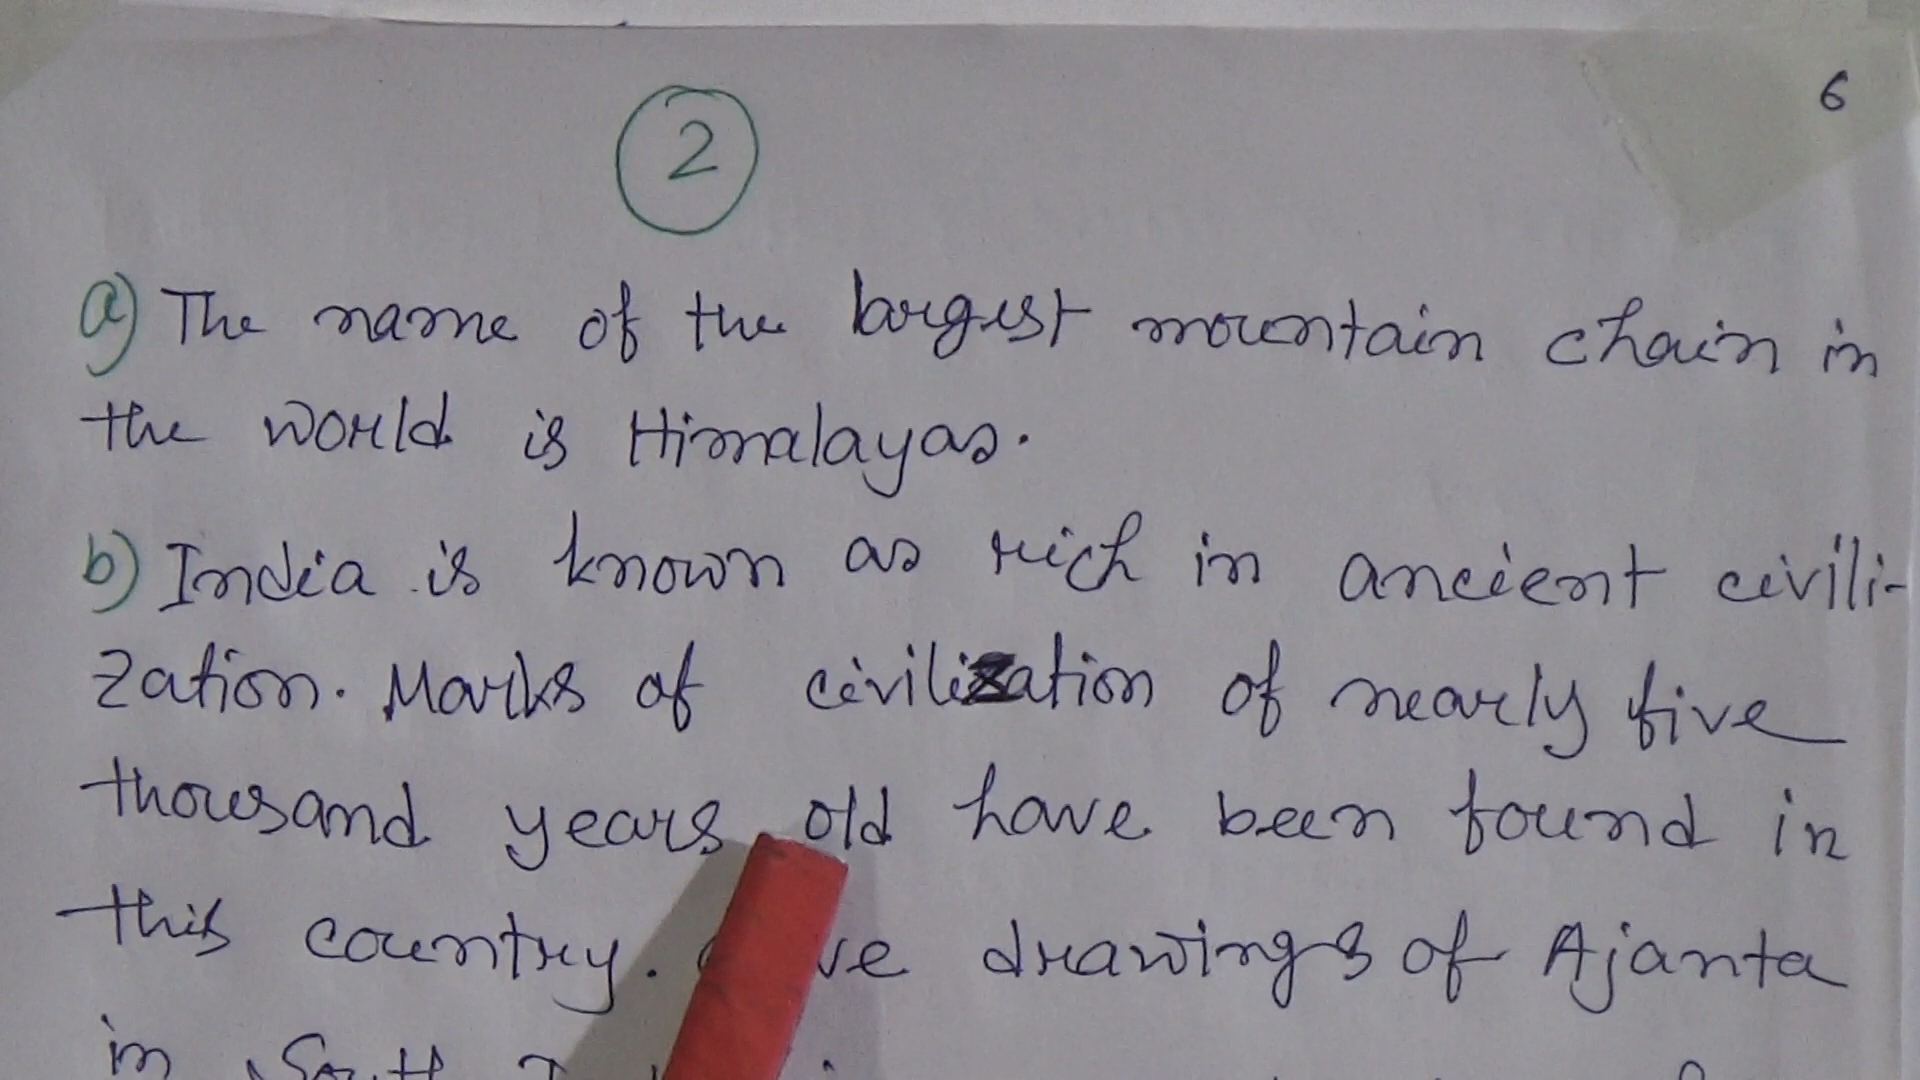 6
2
a) The name of the largest mountain chain in
the world is Himalayas.
b) India is known as rich in ancient civili-
zation. Marks of civilization of nearly five
thousand years old have been found in
this country. drawings of Ajanta
in South